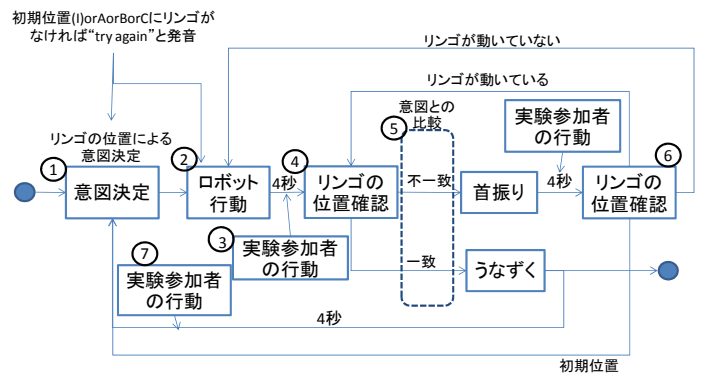 初期位置(I)orAorBorCにリンゴが
なければ“try again”と発音
リンゴが動いていない
リンゴが動いている
意図との
比較
⑤
実験参加者
の行動
リンゴの位置による
意図決定
①
意図決定
②
ロボット
行動
4秒
④
リンゴの
位置確認
不一致
首振り
4秒
⑥
リンゴの
位置確認
③
実験参加者
の行動
⑦
実験参加者
の行動
一致
うなずく
4秒
初期位置